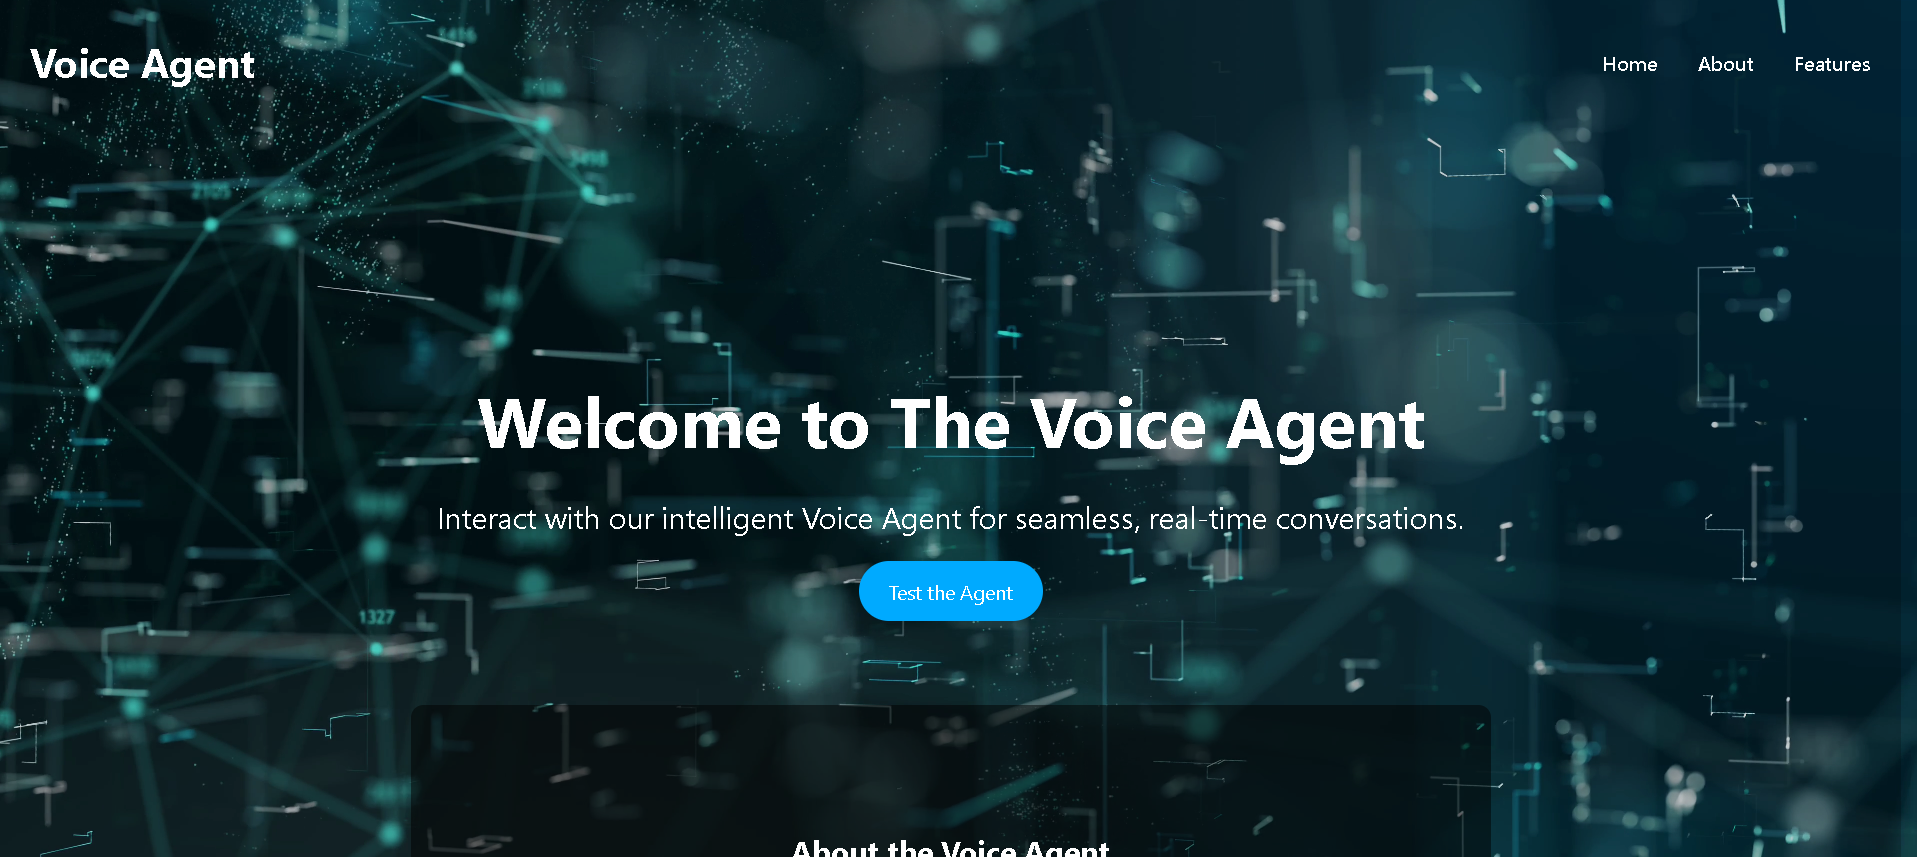 Voice Agent
Home About Features
Welcome to The Voice Agent
Interact with our intelligent Voice Agent for seamless, real-time conversations.
Test the Agent
1327
About the Voice Agent